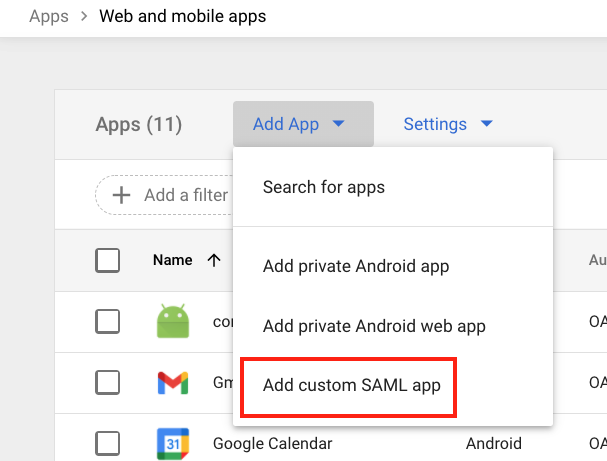 Apps > Web and mobile apps
Apps (11) Add App Settings
Search for apps
Add a filter
Name Au
Add private Android app
con OA
Add private Android web app
Gm OA
Add custom SAML app
31 Google Calendar Android OA